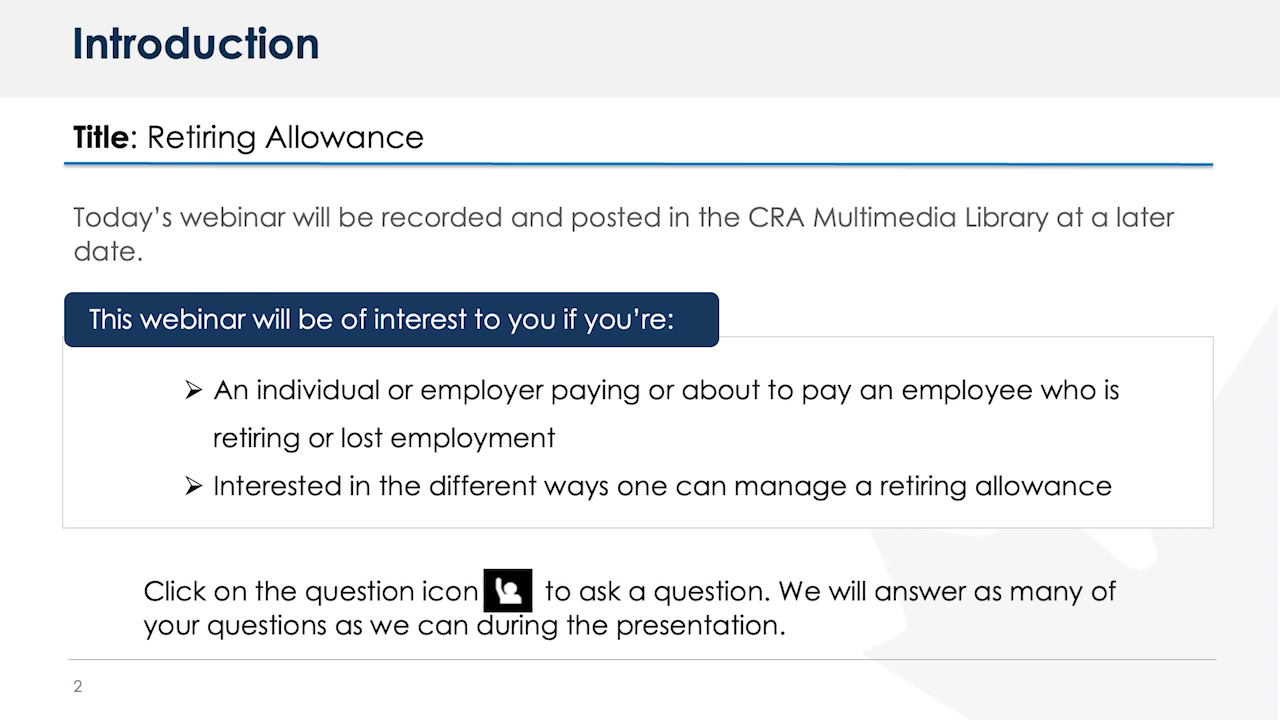 Introduction
Title: Retiring Allowance
Today’s webinar will be recorded and posted in the CRA Multimedia Library at a later
date.
This webinar will be of interest to you if you’re:
➢ An individual or employer paying or about to pay an employee who is
retiring or lost employment
➢ Interested in the different ways one can manage a retiring allowance
Click on the question icon to ask a question. We will answer as many of
your questions as we can during the presentation.
2